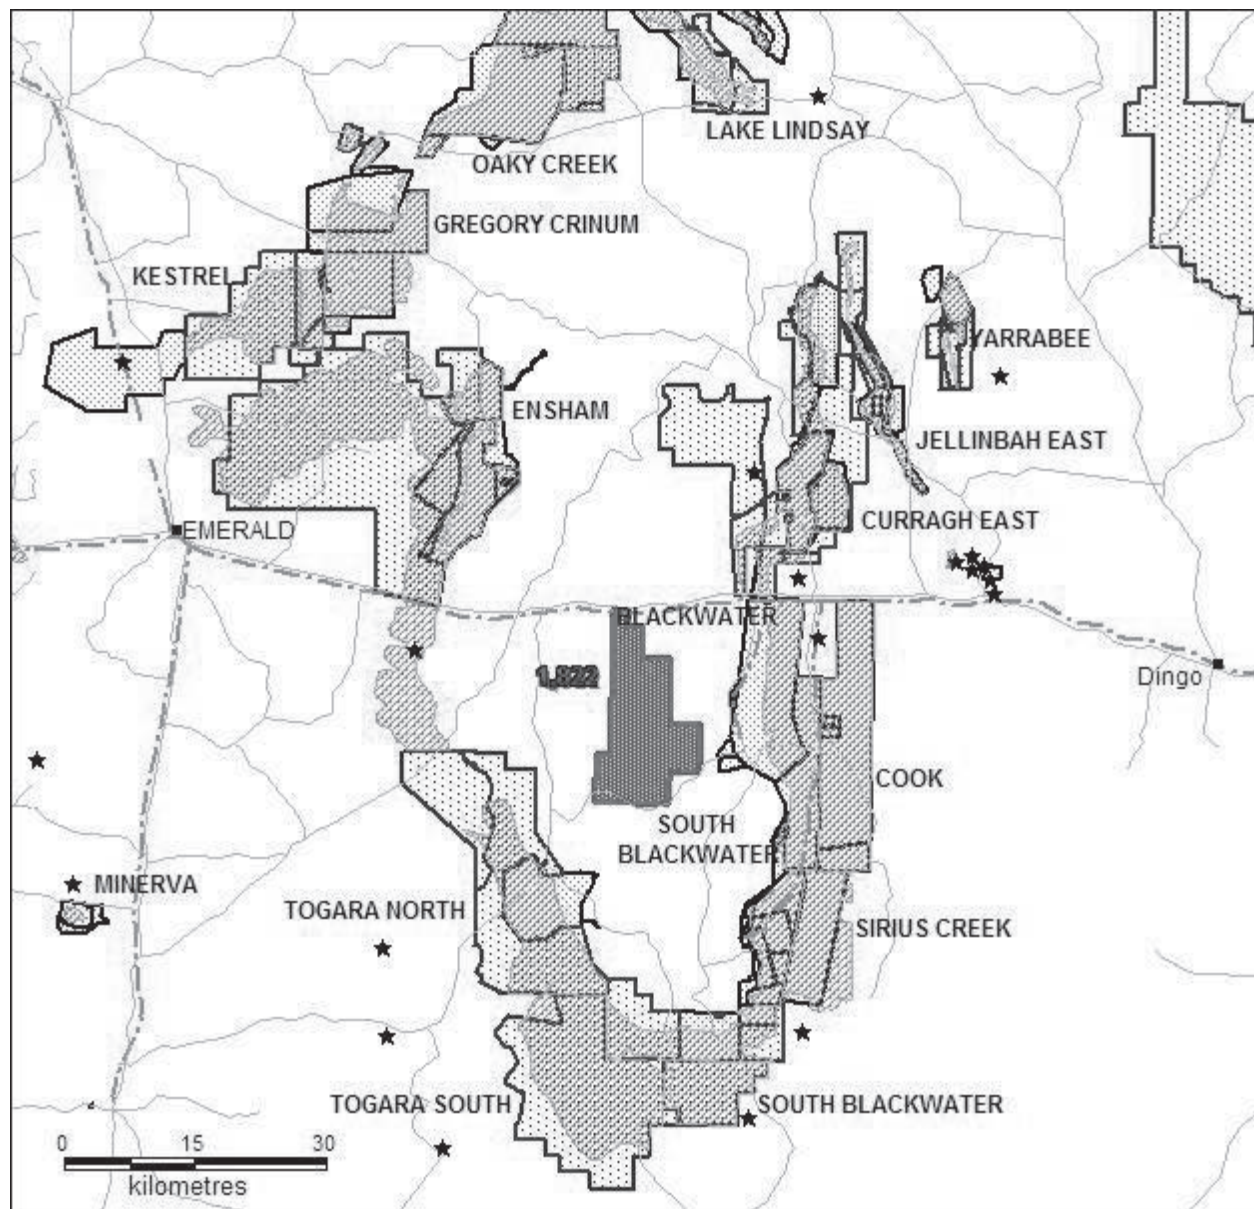 LAKE LINDSAY
OAKY CREEK
GREGORY CRINUM
KESTREL
YARRABEE
ENSHAM
JELLINBAH EAST
CURRAGH EAST
EMERALD
BLACKWATER
1,822
Dingo
COOK
SOUTH
BLACKWATER
MINERVA
TOGARA NORTH
SIRIUS CREEK
TOGARA SOUTH
SOUTH BLACKWATER
0 15 30
kilometres